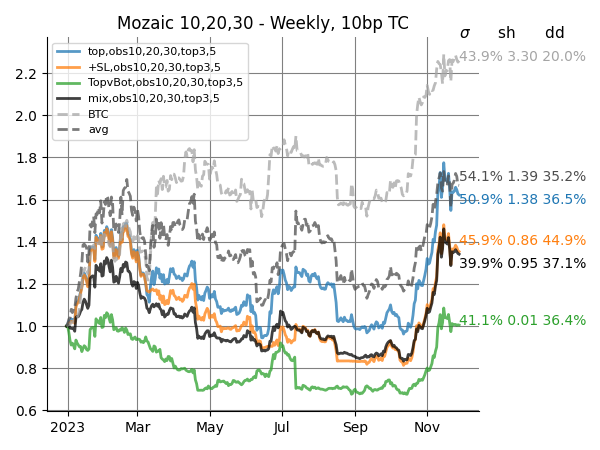 Mozaic 10,20,30 - Weekly, 10bp TC
σ sh dd
top,obs10,20,30,top3,5
+SL,obs10,20,30,top3,5
TopvBot,obs10,20,30,top3,5
mix,obs10,20,30,top3,5
BTC
avg
43.9% 3.30 20.0%
54.1% 1.39 35.2%
50.9% 1.38 36.5%
45.9% 0.86 44.9%
39.9% 0.95 37.1%
41.1% 0.01 36.4%
2.2
2.0
1.8
1.6
1.4
1.2
1.0
0.8
0.6
2023 Mar May Jul Sep Nov